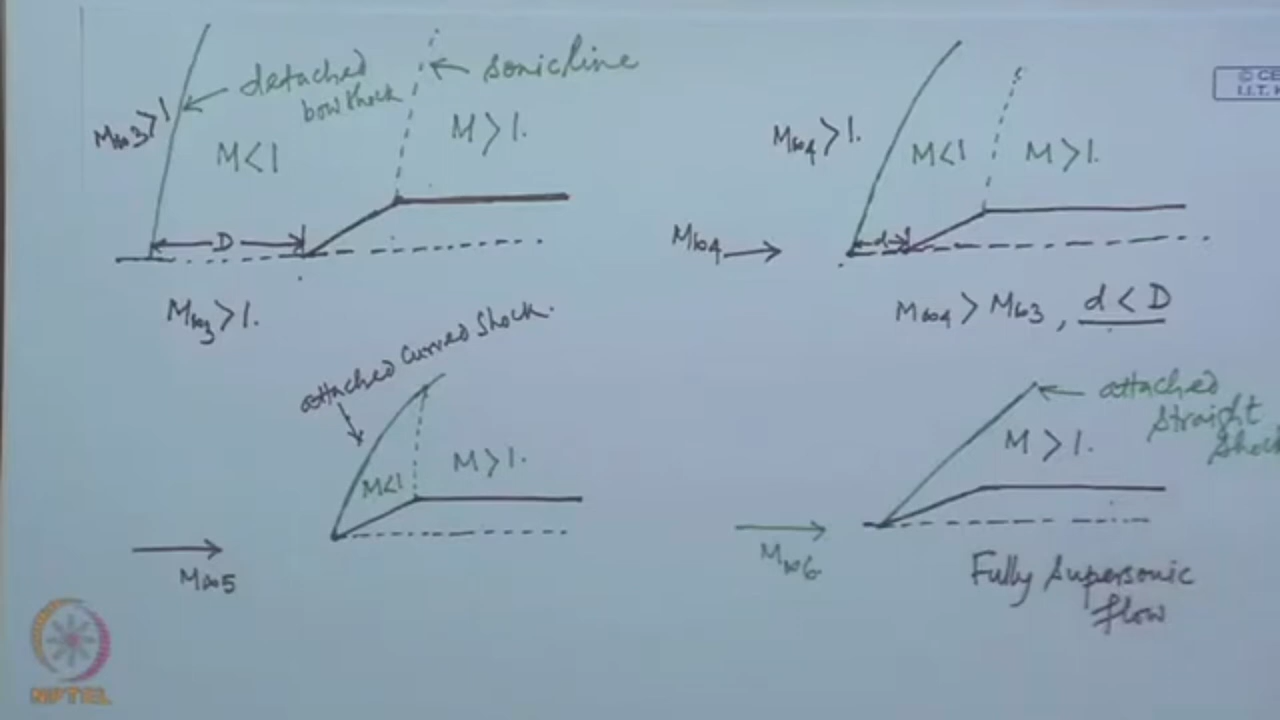 detached
bow shock
sonic line
M∞3 > 1
M < 1
M > 1.
D
M∞3 > 1.
M∞4 > 1.
M < 1
M > 1.
M∞4
d
M∞4 > M∞3 , d < D
attached curved shock.
M < 1
M > 1.
M∞5
attached
straight
M > 1.
M∞6
Fully supersonic
flow
NPTEL